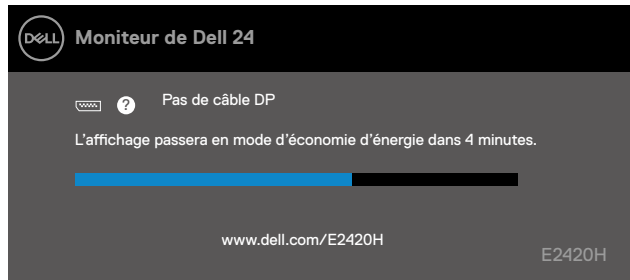 DELL
Moniteur de Dell 24
? Pas de câble DP
L'affichage passera en mode d'économie d'énergie dans 4 minutes.
www.dell.com/E2420H
E2420H